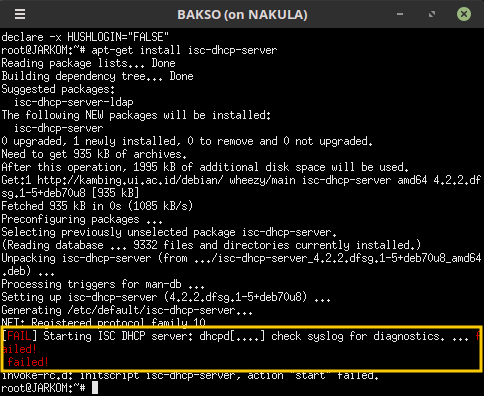 BAKSO (on NAKULA)
declare -x HUSHLOGIN="FALSE"
root@JARKOM:~# apt-get install isc-dhcp-server
Reading package lists... Done
Building dependency tree... Done
Suggested packages:
  isc-dhcp-server-ldap
The following NEW packages will be installed:
  isc-dhcp-server
0 upgraded, 1 newly installed, 0 to remove and 0 not upgraded.
Need to get 935 kB of archives.
After this operation, 1995 kB of additional disk space will be used.
Get:1 http://kambing.ui.ac.id/debian/ wheezy/main isc-dhcp-server amd64 4.2.2.df
sg.1-5+deb70u8 [935 kB]
Fetched 935 kB in 0s (1085 kB/s)
Preconfiguring packages ...
Selecting previously unselected package isc-dhcp-server.
(Reading database ... 9332 files and directories currently installed.)
Unpacking isc-dhcp-server (from .../isc-dhcp-server_4.2.2.dfsg.1-5+deb70u8_amd64
.deb) ...
Processing triggers for man-db ...
Setting up isc-dhcp-server (4.2.2.dfsg.1-5+deb70u8) ...
Generating /etc/default/isc-dhcp-server...
NET: Registered protocol family 10
[FAIL] Starting ISC DHCP server: dhcpd[....] check syslog for diagnostics. ... f
ailed!
 failed!
invoke-rc.d: initscript isc-dhcp-server, action "start" failed.
root@JARKOM:~#